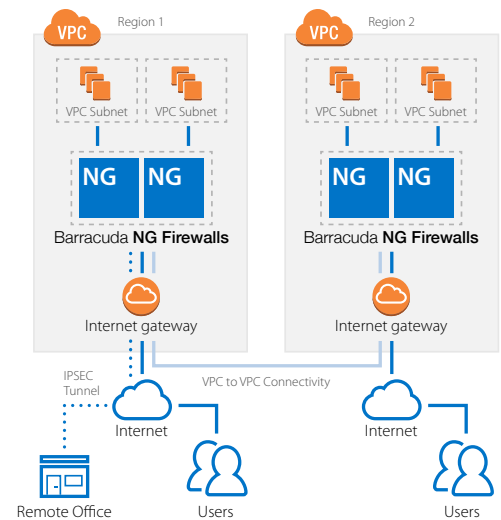 Region 1
Region 2
VPC
VPC
VPC Subnet
VPC Subnet
VPC Subnet
VPC Subnet
NG
NG
NG
NG
Barracuda NG Firewalls
Barracuda NG Firewalls
Internet gateway
Internet gateway
IPSEC
Tunnel
VPC to VPC Connectivity
Internet
Internet
Remote Office
Users
Users